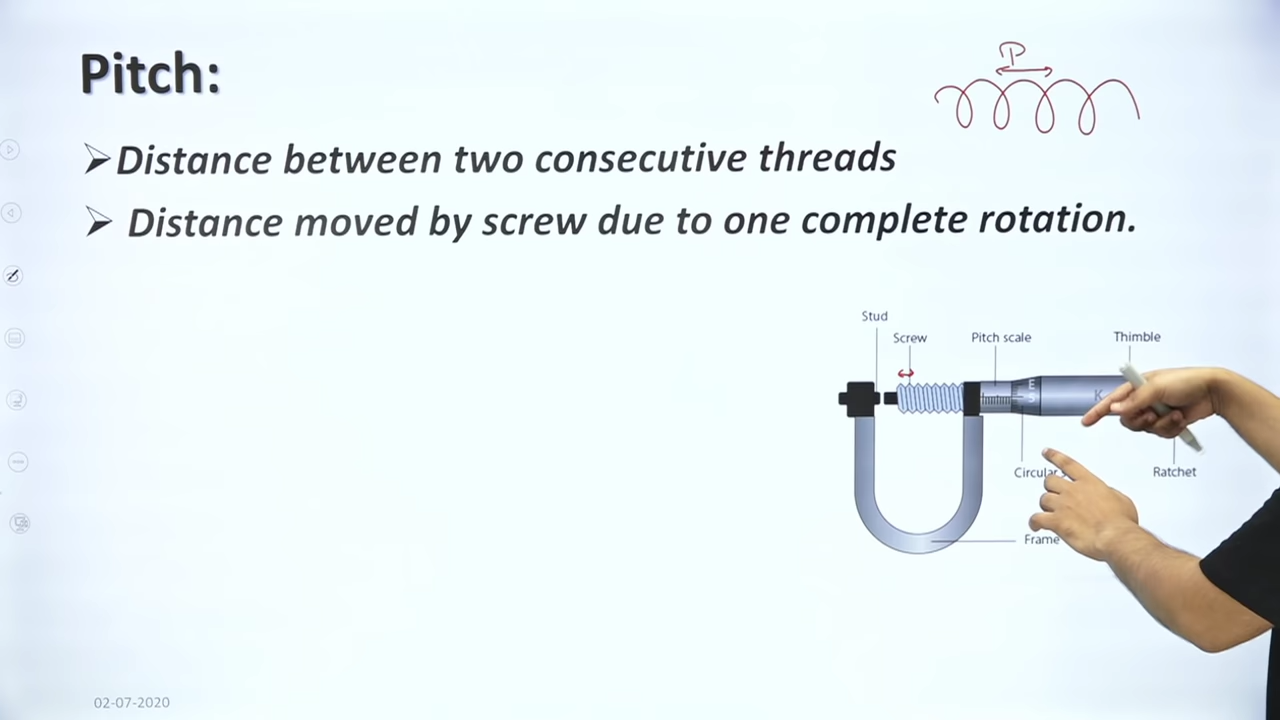 Pitch:
P
➢Distance between two consecutive threads
➢ Distance moved by screw due to one complete rotation.
Stud
Screw
Pitch scale
Thimble
E
S
K
Circular
Ratchet
Frame
02-07-2020